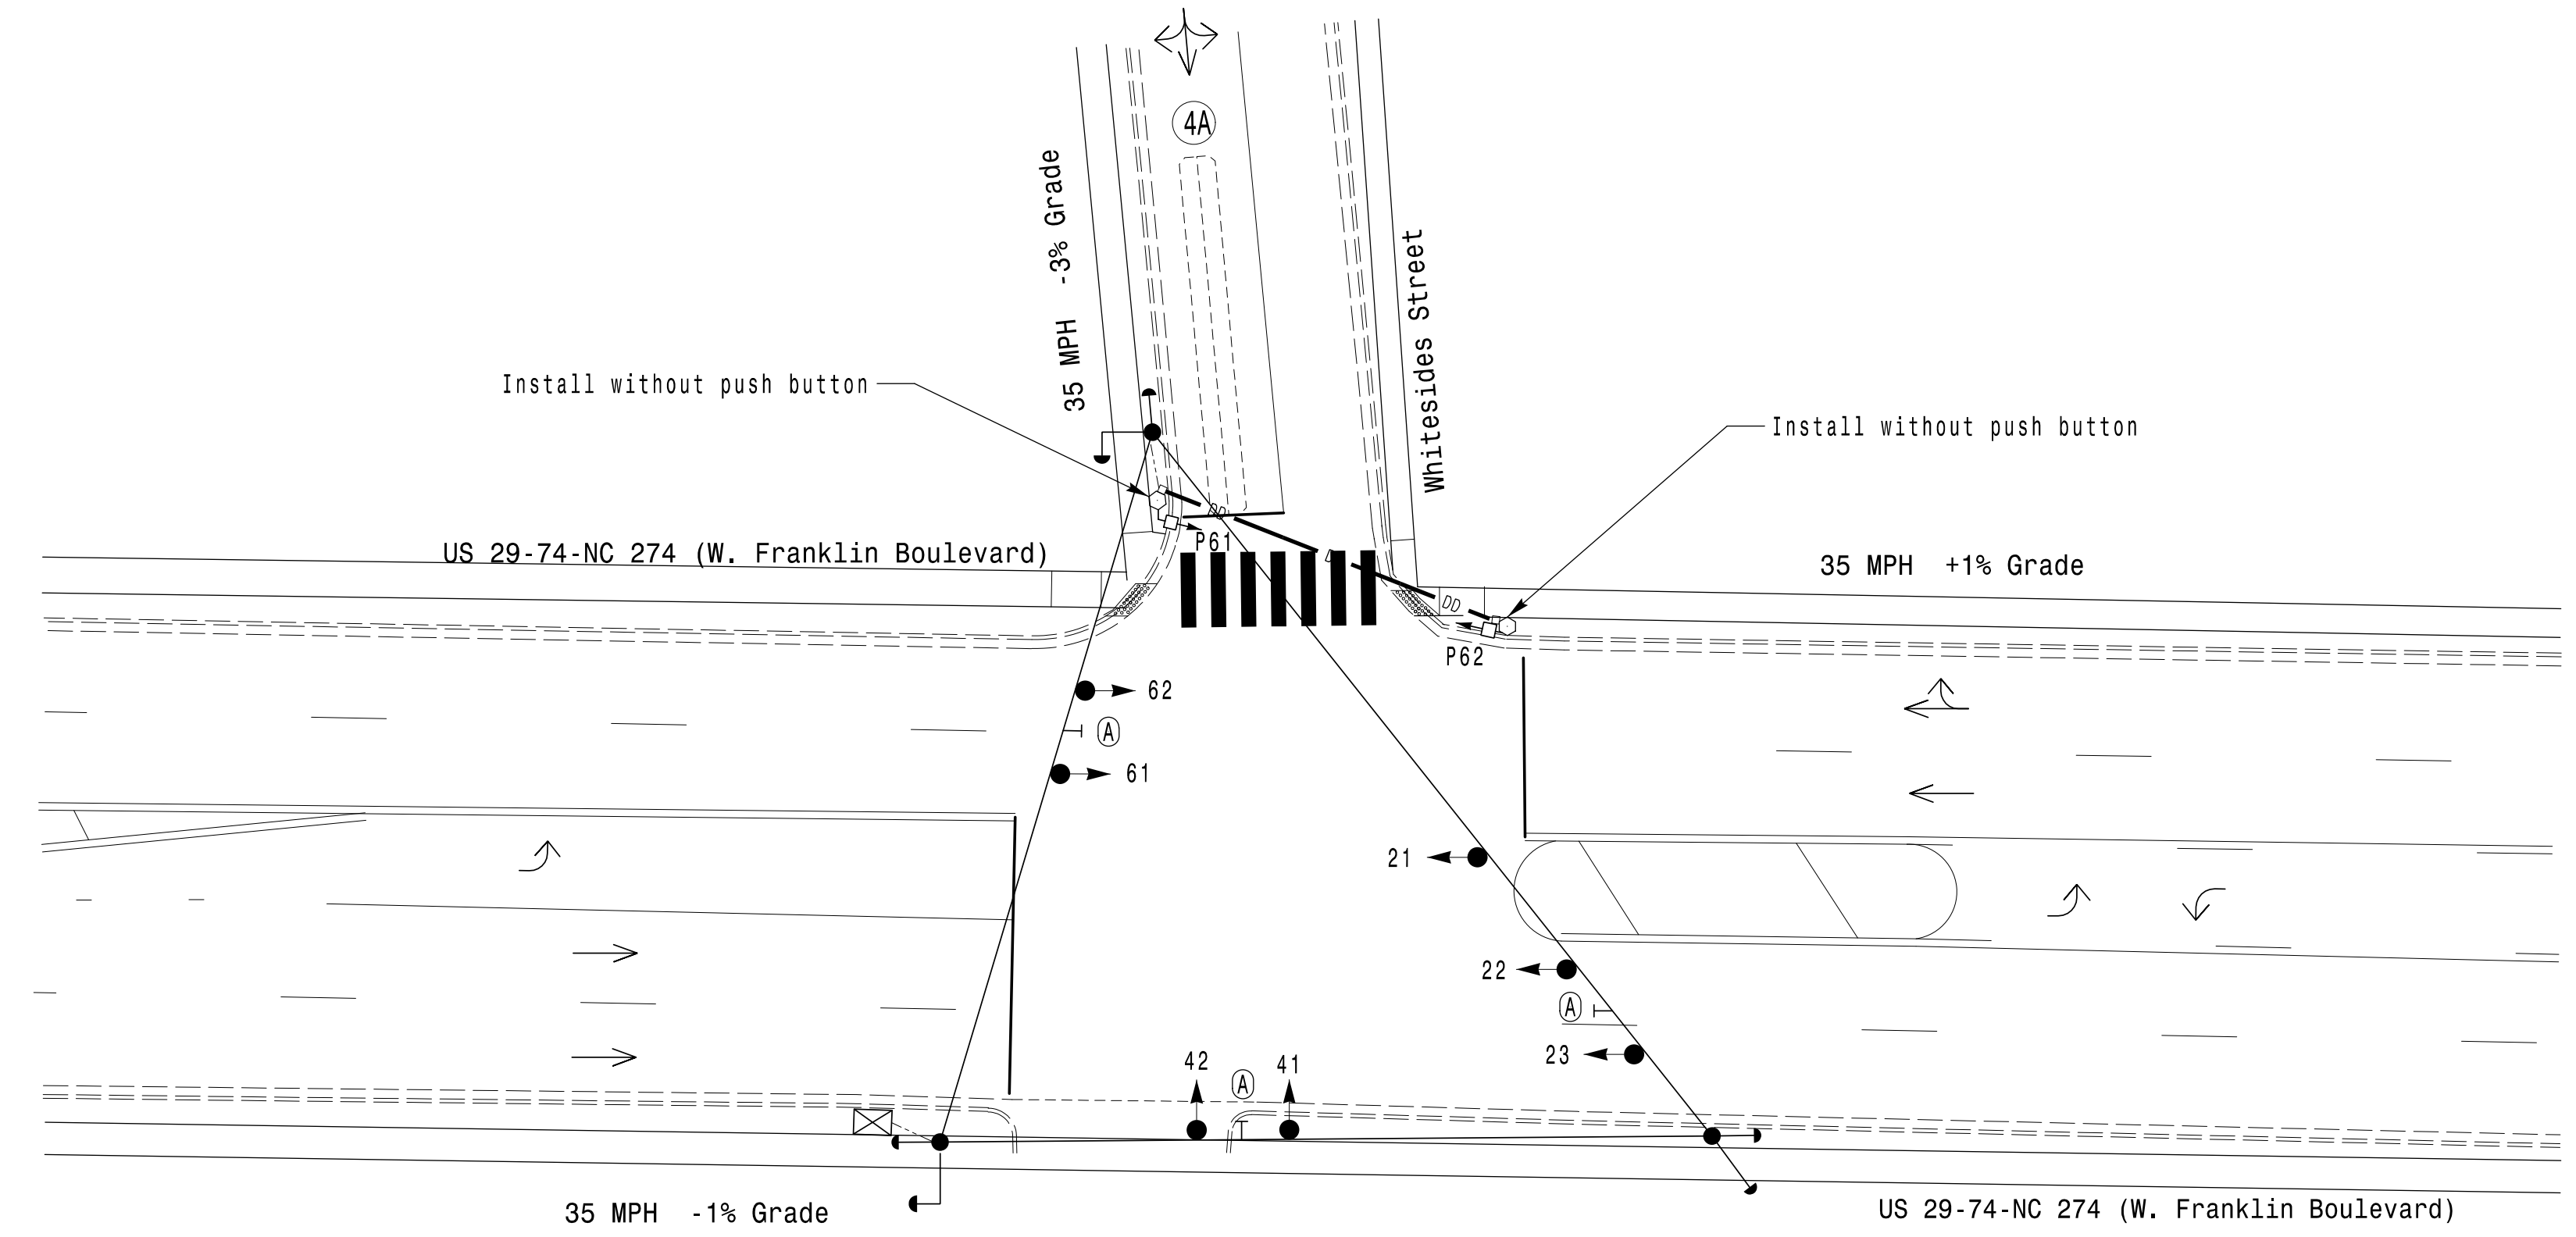 4A
35 MPH -3% Grade
Whitesides Street
Install without push button
Install without push button
P61
US 29-74-NC 274 (W. Franklin Boulevard)
35 MPH +1% Grade
DD
D
DD
P62
62
A
61
21
22
A
23
42
A
41
35 MPH -1% Grade
US 29-74-NC 274 (W. Franklin Boulevard)